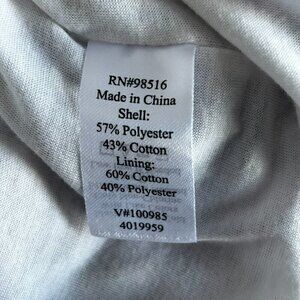 RN#98516
Made in China
Shell:
57% Polyester
43% Cotton
Lining:
60% Cotton
40% Polyester
V#100985
4019959